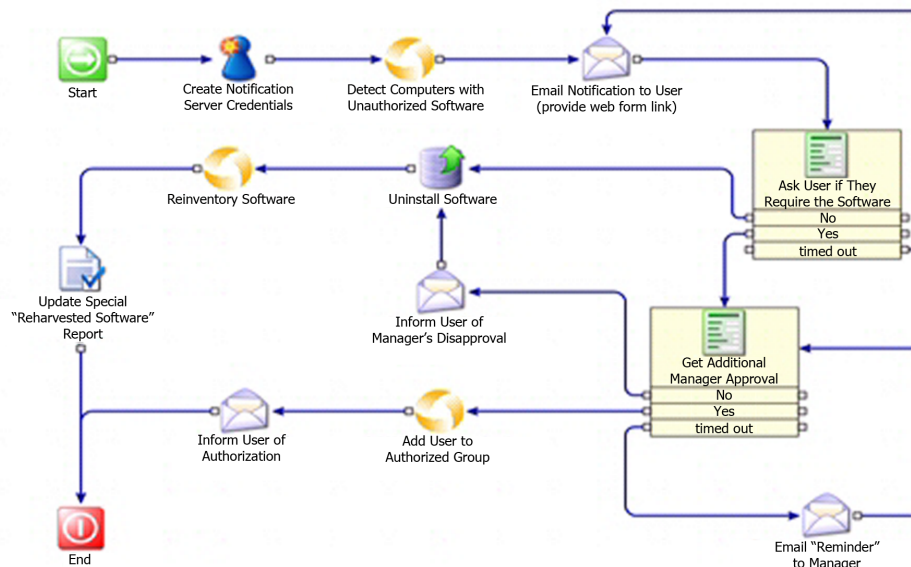 Start
Create Notification
Server Credentials
Detect Computers with
Unauthorized Software
Email Notification to User
(provide web form link)
Ask User if They
Require the Software
No
Yes
timed out
Uninstall Software
Reinventory Software
Update Special
“Reharvested Software”
Report
Inform User of
Manager’s Disapproval
Get Additional
Manager Approval
No
Yes
timed out
Add User to
Authorized Group
Inform User of
Authorization
End
Email “Reminder”
to Manager